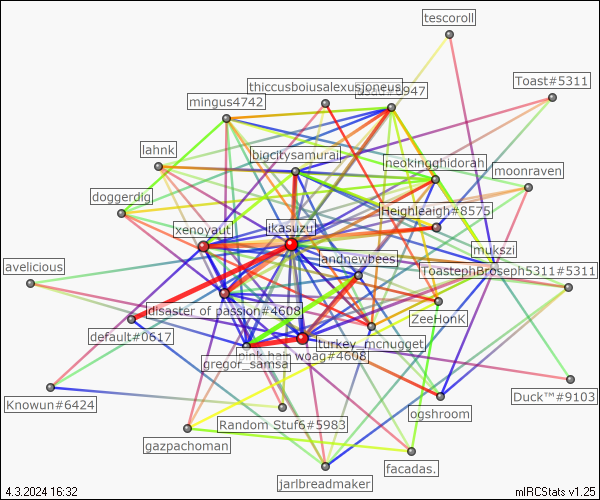 tescoroll
Toast#5311
thiccusboiusalexusjoneus
mingus4742
lahnk
bigcitysamurai
neokingghidorah
moonraven
doggerdig
Heighleaigh#8575
xenoyaut
ikasuzu
mukszi
andnewbees
avelicious
ToastephBroseph5311#5311
disaster of passion#4608
ZeeHonK
default#0617
turkey_mcnugget
pink hair woag#4608
gregor_samsa
Duck™#9103
Knowun#6424
ogshroom
Random Stuf6#5983
gazpachoman
facadas.
jarlbreadmaker
4.3.2024 16:32
mIRCStats v1.25